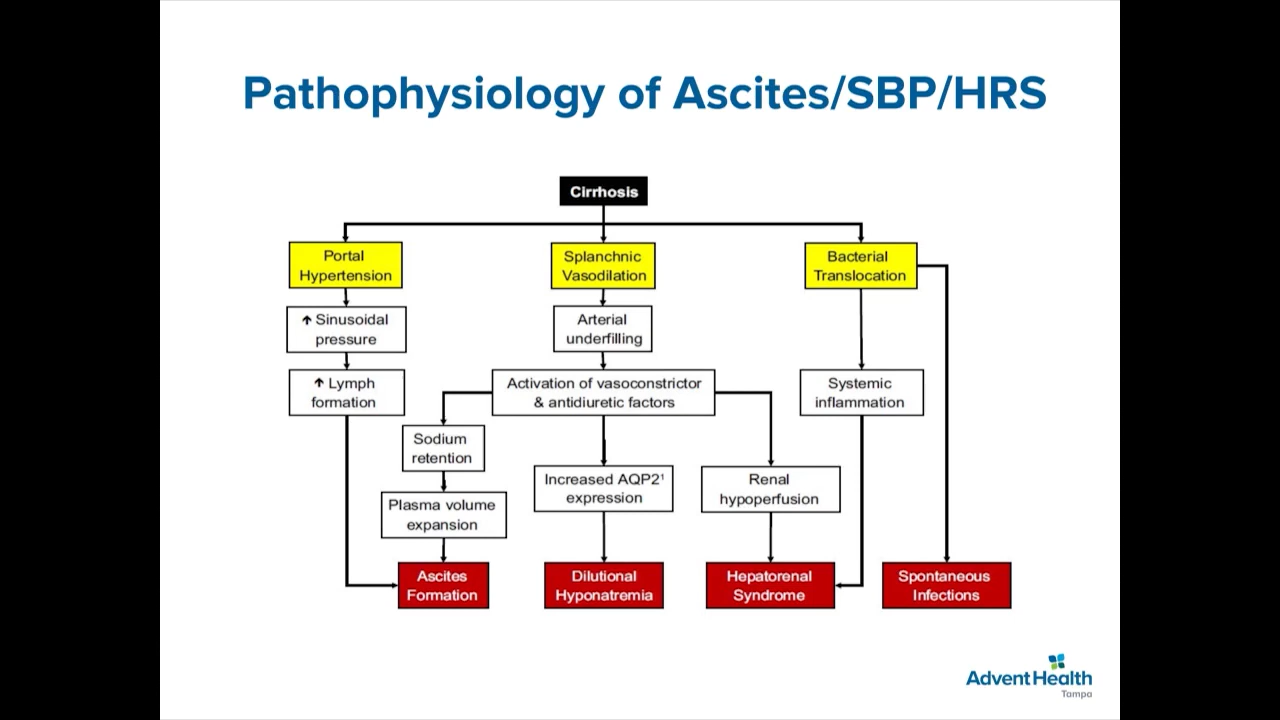 Pathophysiology of Ascites/SBP/HRS
Cirrhosis
Portal
Hypertension
Splanchnic
Vasodilation
Bacterial
Translocation
↑ Sinusoidal
pressure
Arterial
underfilling
↑ Lymph
formation
Activation of vasoconstrictor
& antidiuretic factors
Systemic
inflammation
Sodium
retention
Increased AQP2¹
expression
Renal
hypoperfusion
Plasma volume
expansion
Ascites
Formation
Dilutional
Hyponatremia
Hepatorenal
Syndrome
Spontaneous
Infections
AdventHealth
Tampa